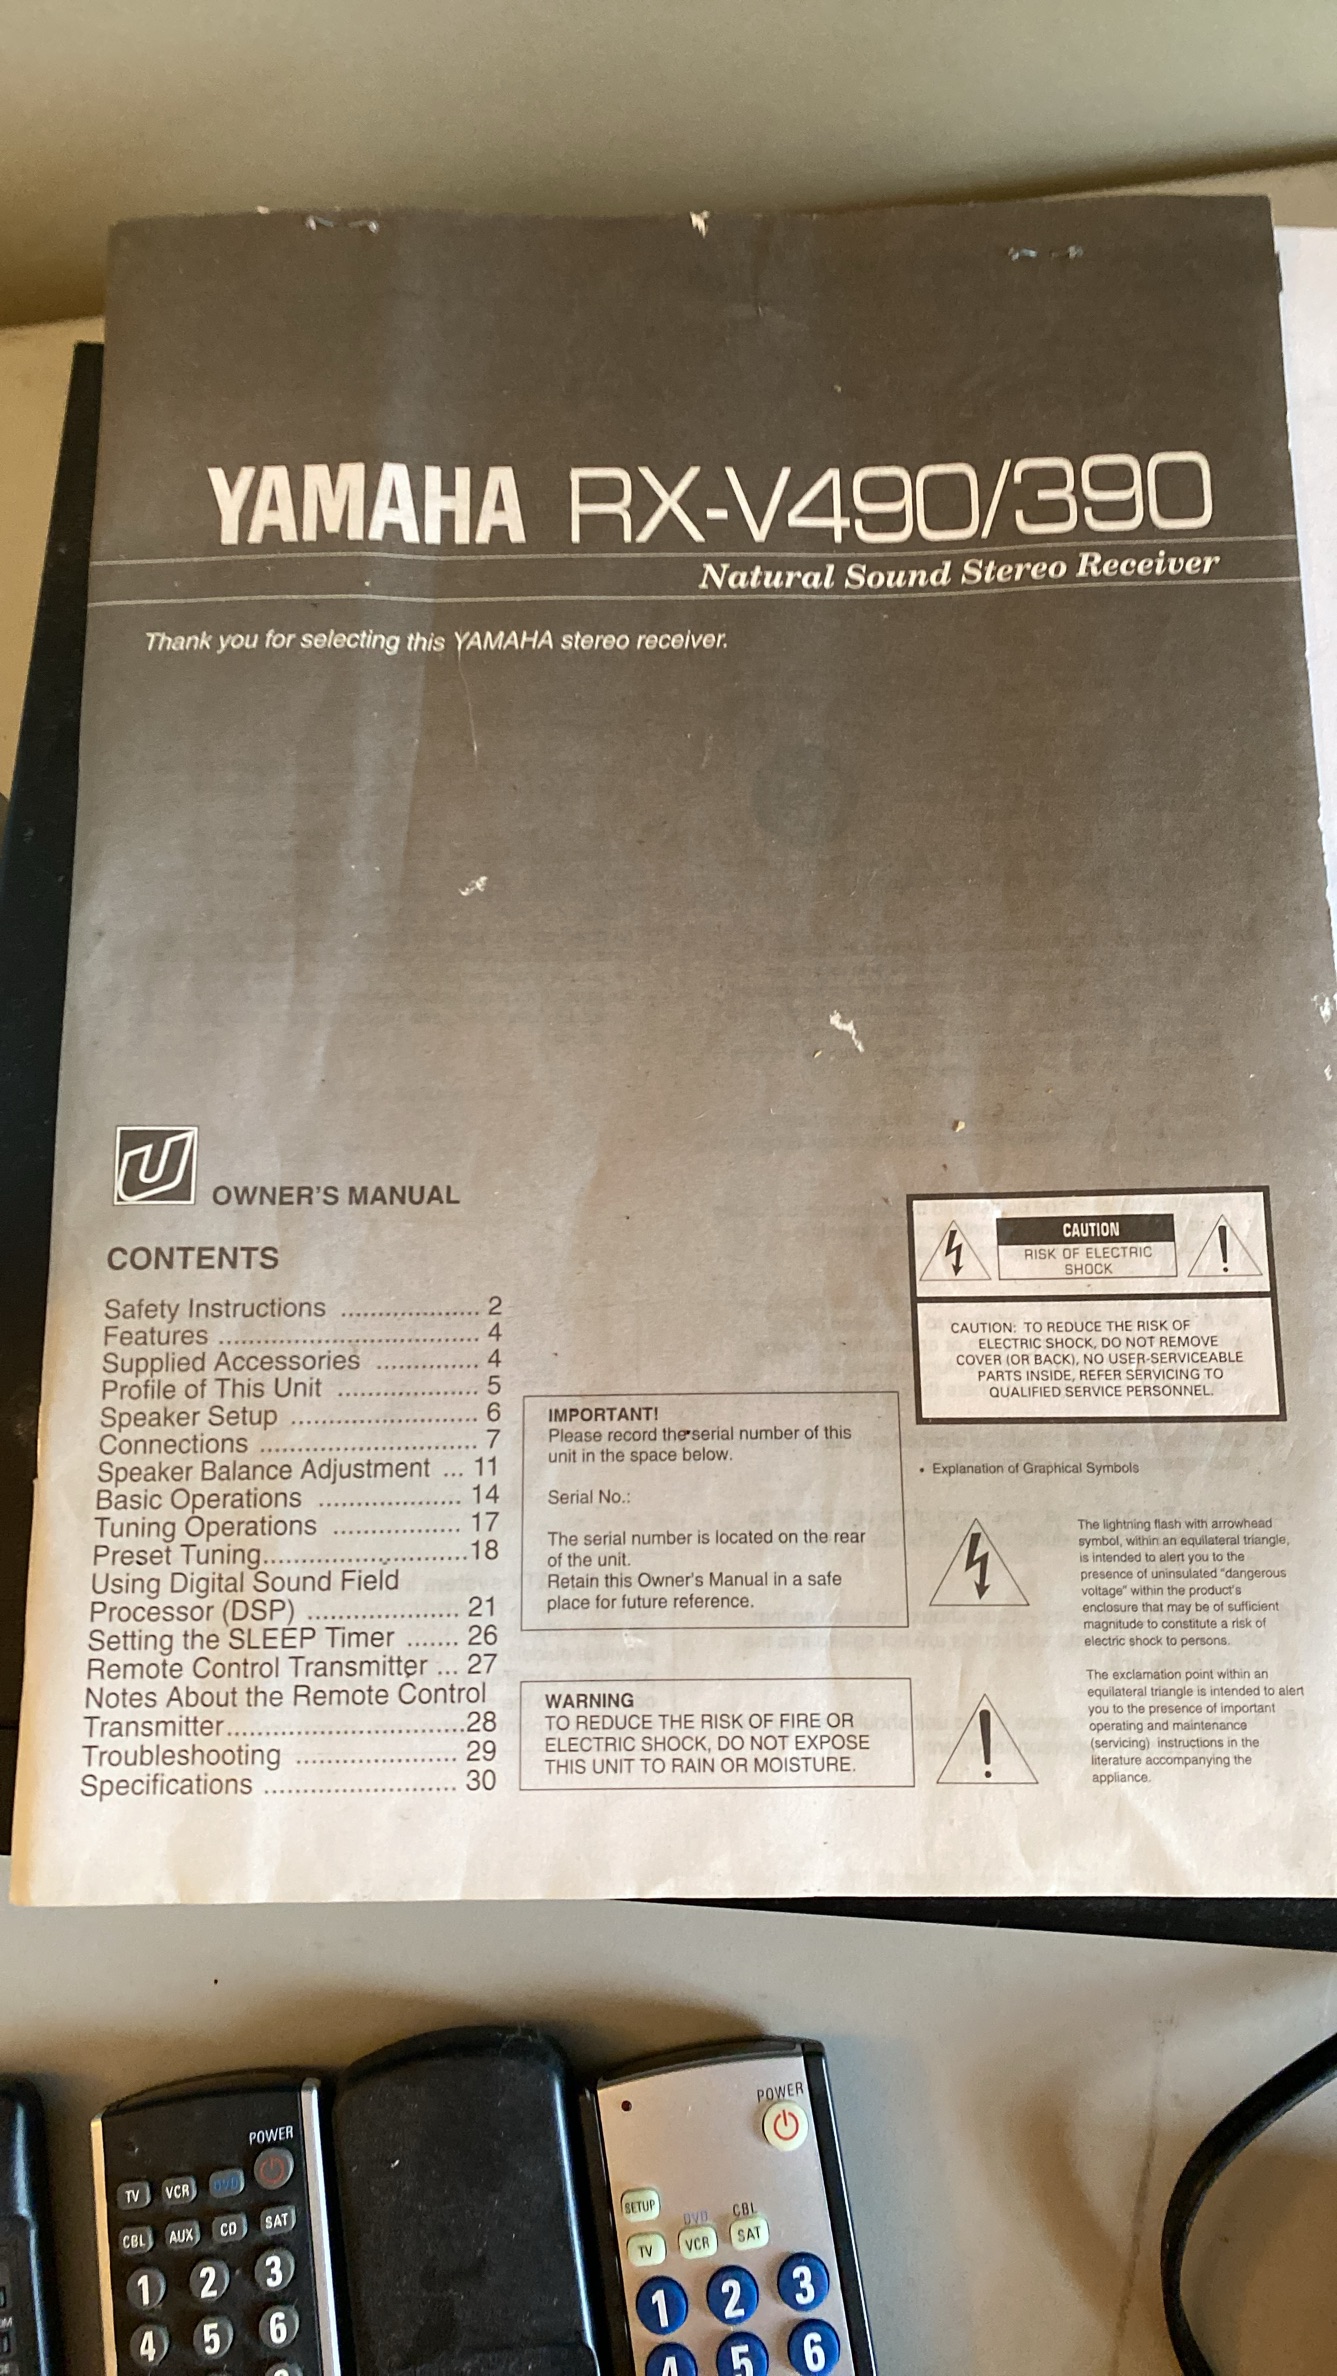 YAMAHA RX-V490/390
Natural Sound Stereo Receiver
Thank you for selecting this YAMAHA stereo receiver.
U
OWNER'S MANUAL
CONTENTS
Safety Instructions ................... 2
Features .................................... 4
Supplied Accessories .............. 4
Profile of This Unit ................... 5
Speaker Setup ......................... 6
Connections .............................. 7
Speaker Balance Adjustment ... 11
Basic Operations ................... 14
Tuning Operations ................. 17
Preset Tuning............................18
Using Digital Sound Field
Processor (DSP) .................... 21
Setting the SLEEP Timer ....... 26
Remote Control Transmitter ... 27
Notes About the Remote Control
Transmitter................................28
Troubleshooting ..................... 29
Specifications ......................... 30
IMPORTANT!
Please record the serial number of this
unit in the space below.
Serial No.:
The serial number is located on the rear
of the unit.
Retain this Owner's Manual in a safe
place for future reference.
WARNING
TO REDUCE THE RISK OF FIRE OR
ELECTRIC SHOCK, DO NOT EXPOSE
THIS UNIT TO RAIN OR MOISTURE.
CAUTION
RISK OF ELECTRIC
SHOCK
CAUTION: TO REDUCE THE RISK OF
ELECTRIC SHOCK, DO NOT REMOVE
COVER (OR BACK), NO USER-SERVICEABLE
PARTS INSIDE, REFER SERVICING TO
QUALIFIED SERVICE PERSONNEL.
• Explanation of Graphical Symbols
The lightning flash with arrowhead
symbol, within an equilateral triangle,
is intended to alert you to the
presence of uninsulated "dangerous
voltage" within the product's
enclosure that may be of sufficient
magnitude to constitute a risk of
electric shock to persons.
The exclamation point within an
equilateral triangle is intended to alert
you to the presence of important
operating and maintenance
(servicing) instructions in the
literature accompanying the
appliance.
POWER
TV VCR DVD
CBL AUX CD SAT
1 2 3
4 5 6
POWER
SETUP
DVD CBL
TV VCR SAT
1 2 3
4 5 6